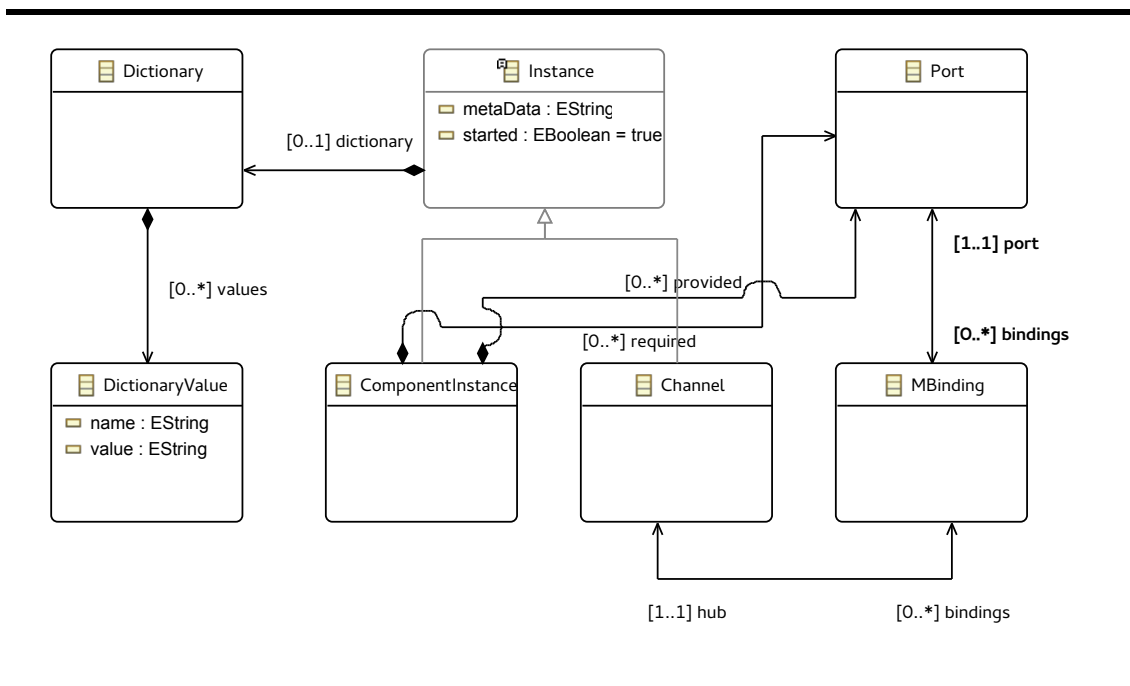 Dictionary
Instance
Port
metaData : EString
started : EBoolean = true
[0..1] dictionary
[1..1] port
[0..*] values
[0..*] provided
[0..*] required
[0..*] bindings
DictionaryValue
ComponentInstance
Channel
MBinding
name : EString
value : EString
[1..1] hub
[0..*] bindings